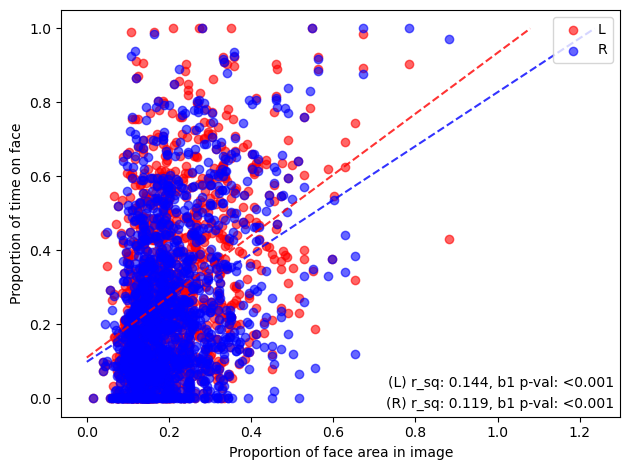 L
R
1.0
0.8
0.6
0.4
0.2
0.0
Proportion of time on face
(L) r_sq: 0.144, b1 p-val: <0.001
(R) r_sq: 0.119, b1 p-val: <0.001
0.0 0.2 0.4 0.6 0.8 1.0 1.2
Proportion of face area in image